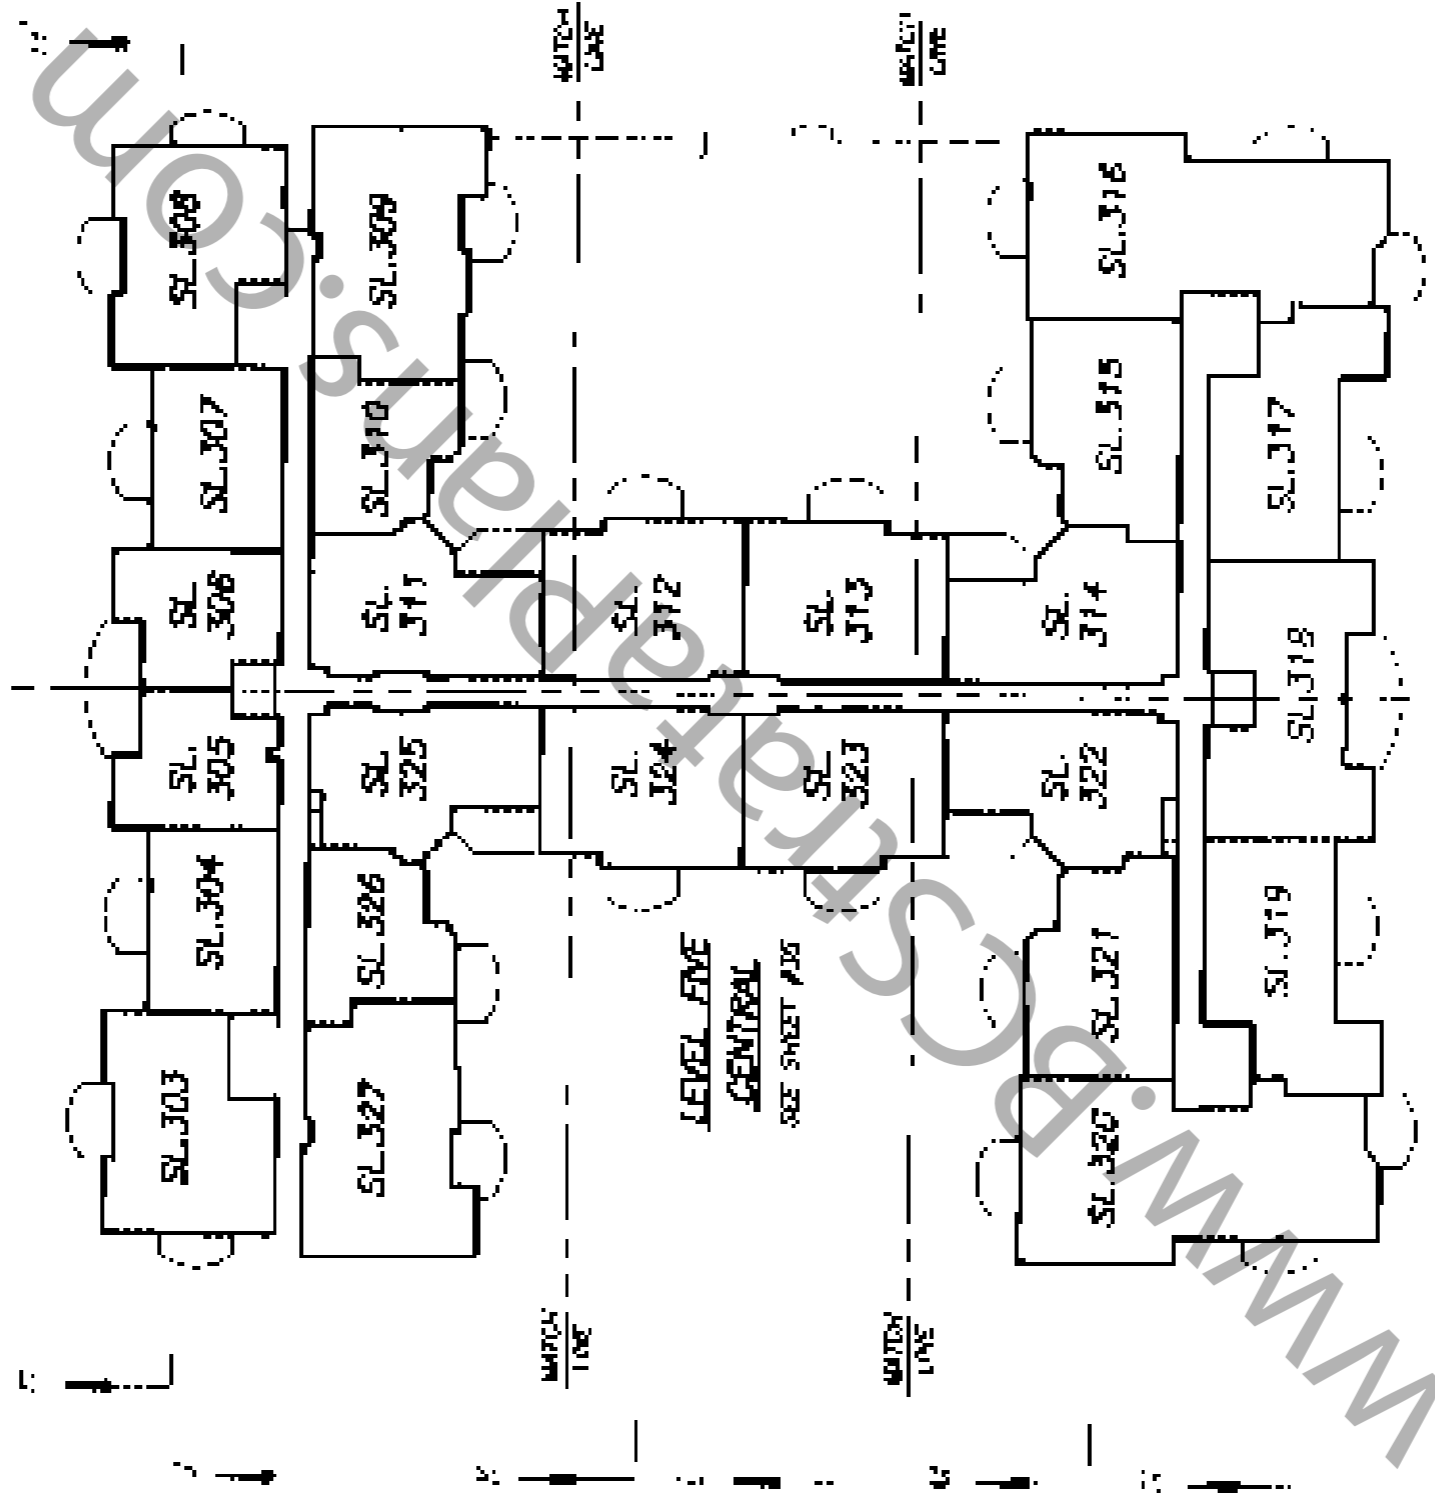 MATCH
LINE
MATCH
LINE
SL.308
SL.309
SL.316
SL.307
SL.310
SL.315
SL.317
SL.
306
SL.
311
SL.
312
SL.
313
SL.
314
SL.318
SL.
305
SL.
325
SL.
324
SL.
323
SL.
322
SL.304
SL.326
SL.321
SL.319
SL.303
SL.327
SL.320
LEVEL FIVE
CENTRAL
MATCH
LINE
MATCH
LINE
www.BCStrataPlans.Com